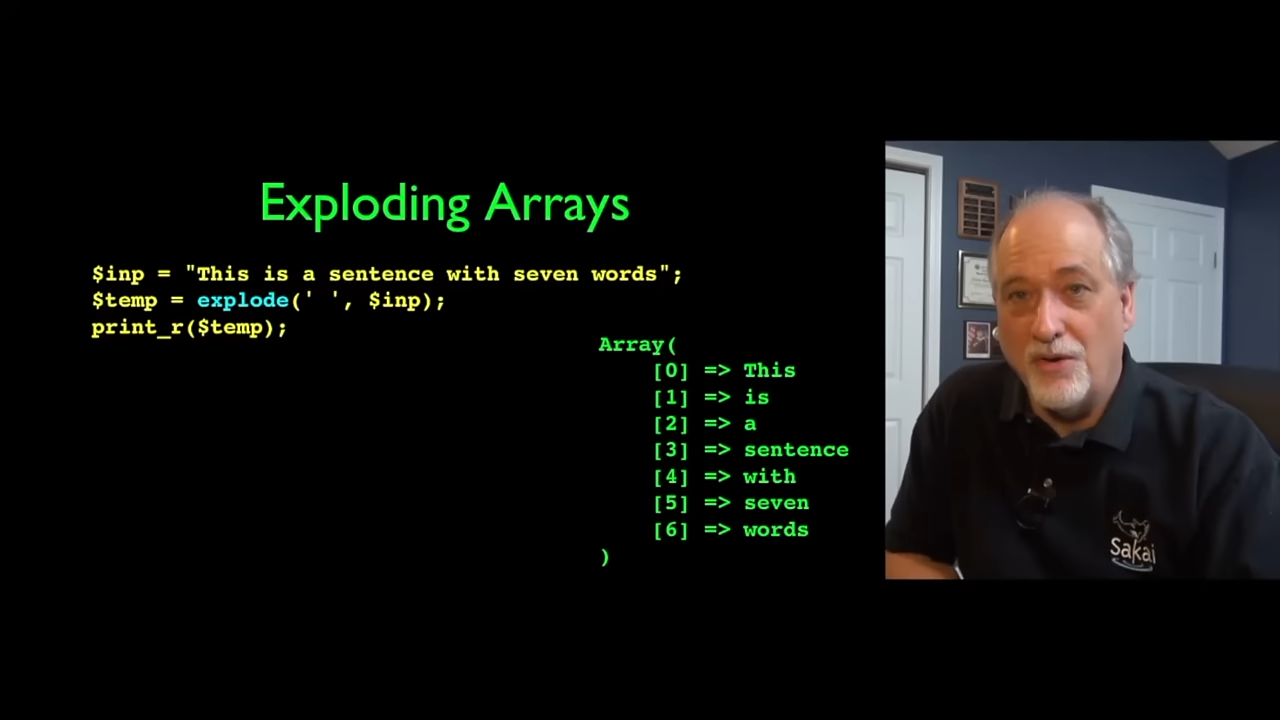 Exploding Arrays
$inp = "This is a sentence with seven words";
$temp = explode(' ', $inp);
print_r($temp);
Array(
[0] => This
[1] => is
[2] => a
[3] => sentence
[4] => with
[5] => seven
[6] => words
)
Sakai